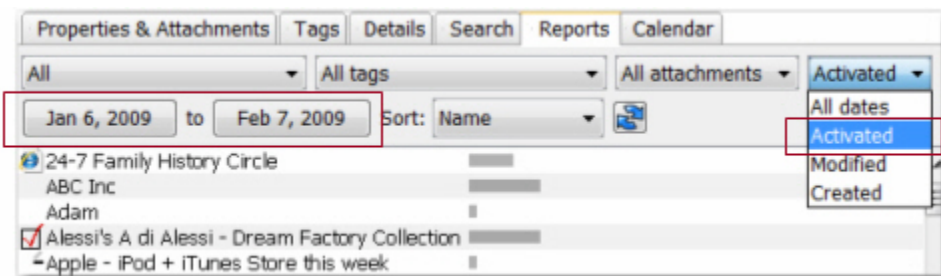 Properties & Attachments Tags Details Search Reports Calendar
All All tags All attachments Activated
Jan 6, 2009 to Feb 7, 2009 Sort: Name
All dates
Activated
Modified
Created
24-7 Family History Circle
ABC Inc
Adam
Alessi's A di Alessi - Dream Factory Collection
Apple - iPod + iTunes Store this week